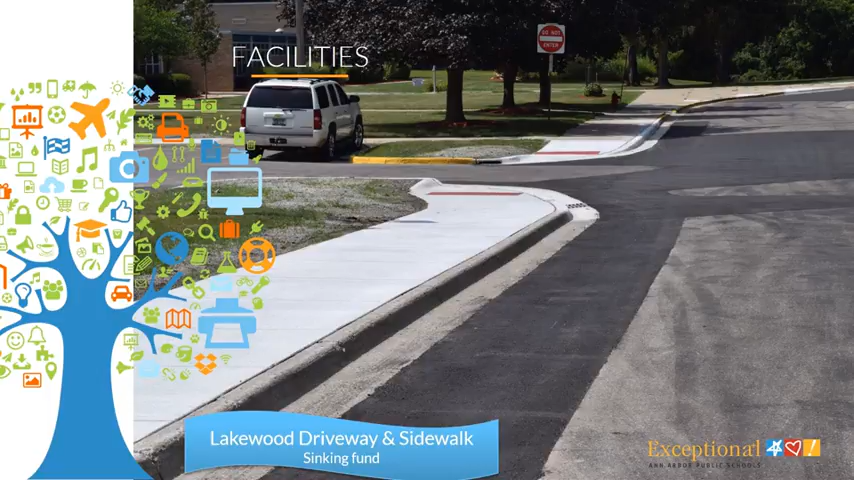 FACILITIES
DO NOT
ENTER
Lakewood Driveway & Sidewalk
Sinking fund
Exceptional
ANN ARBOR PUBLIC SCHOOLS